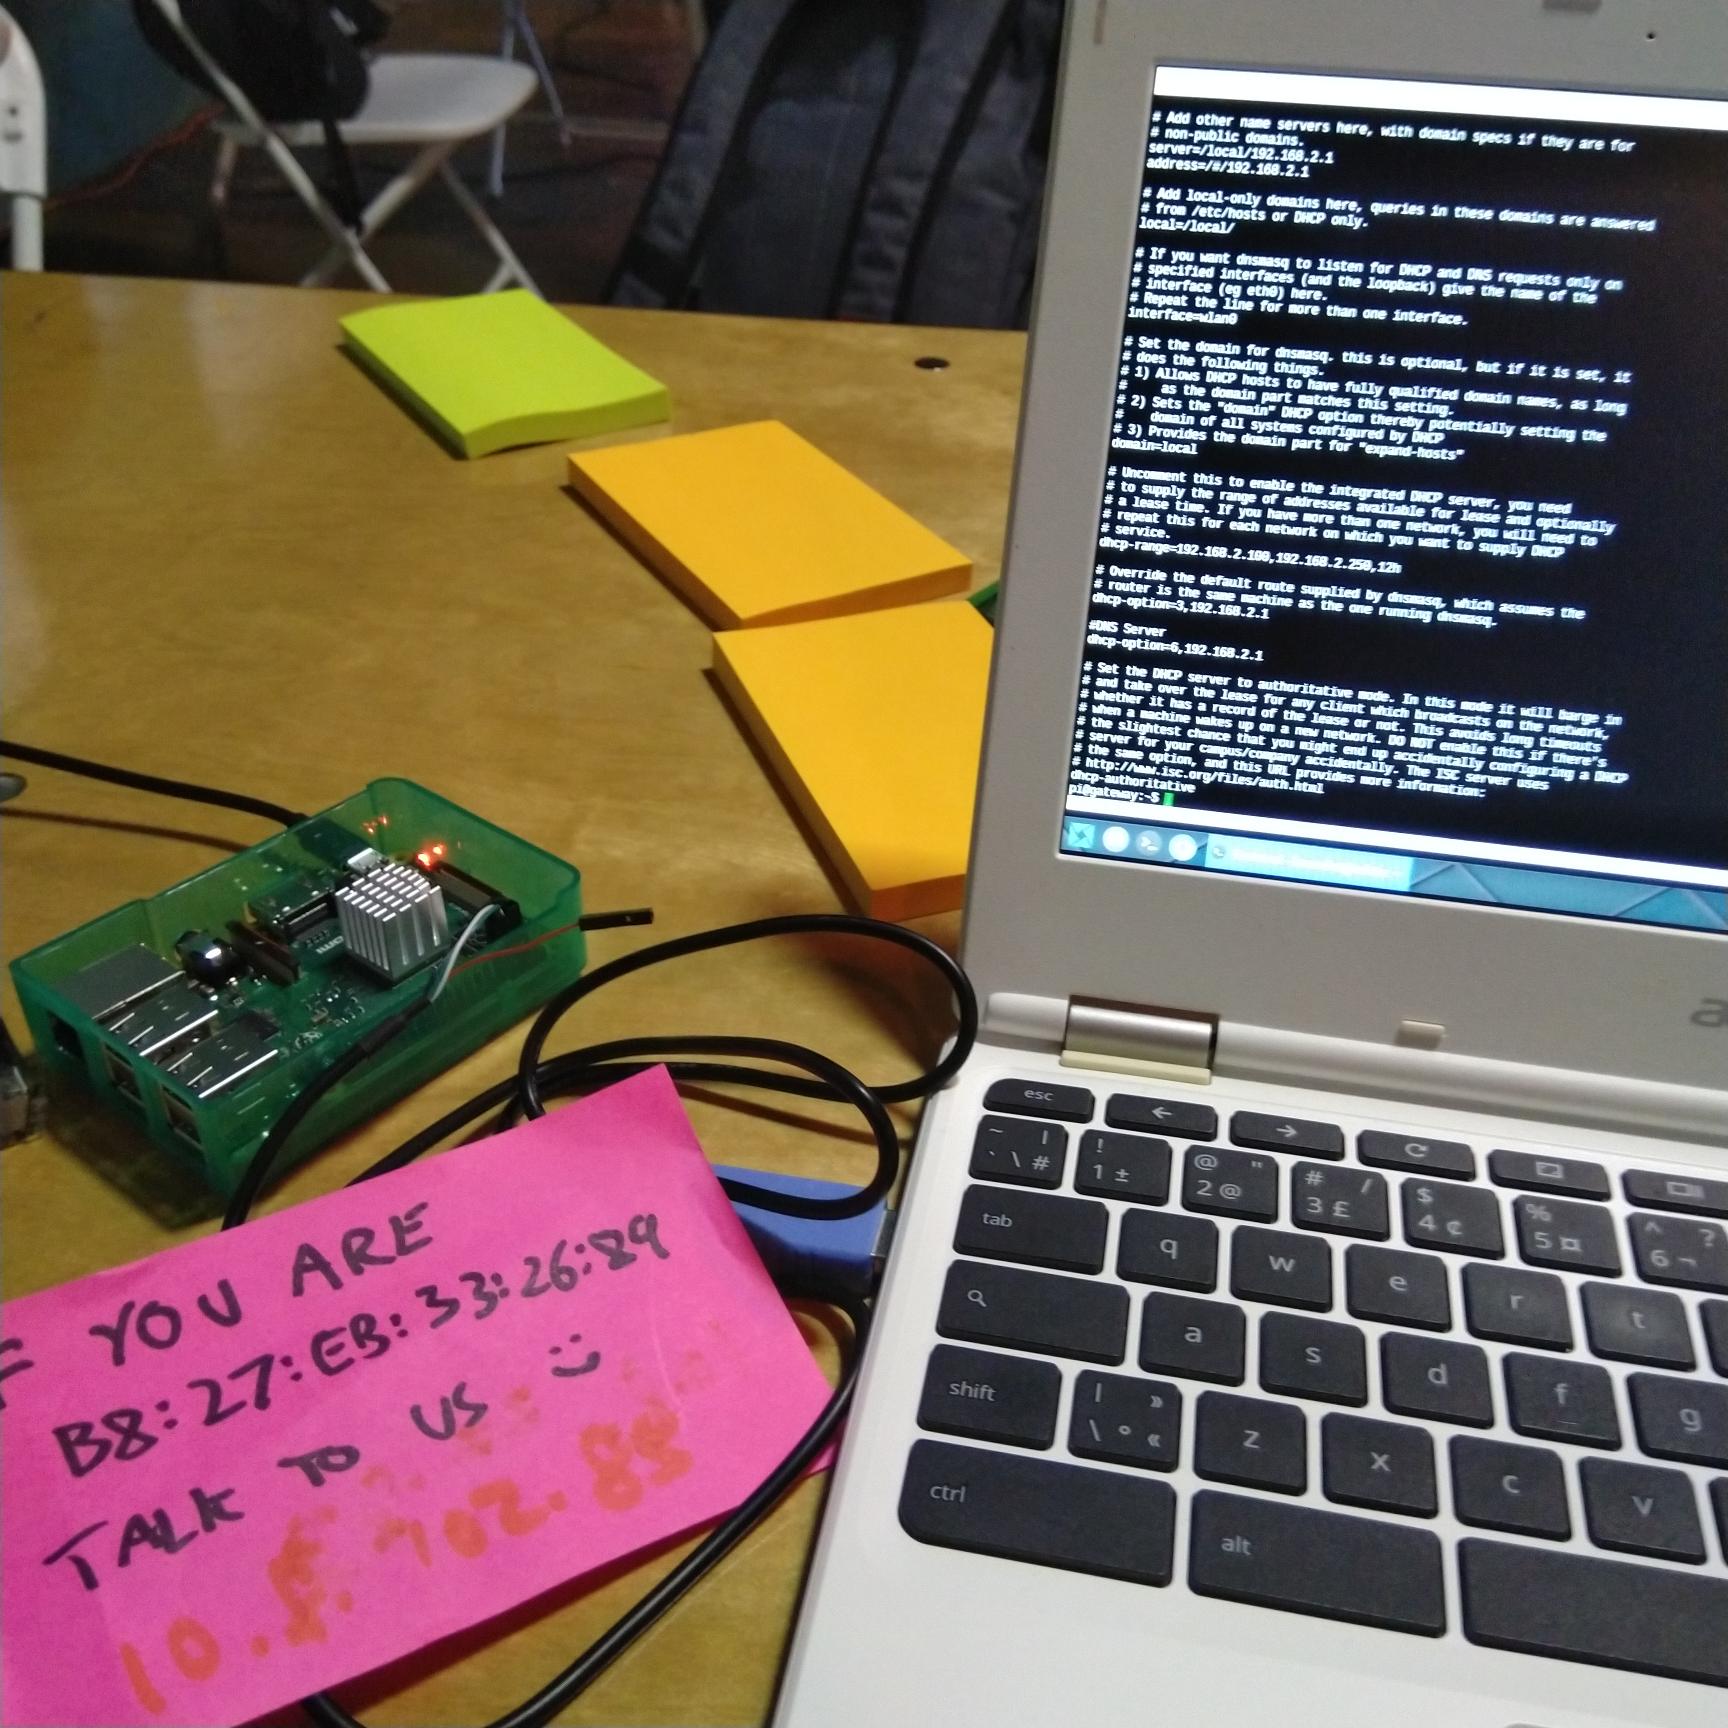 # Add other name servers here, with domain specs if they are for
# non-public domains.
server=/local/192.168.2.1
address=/#/192.168.2.1
# Add local-only domains here, queries in these domains are answered
# from /etc/hosts or DHCP only.
local=/local/
# If you want dnsmasq to listen for DHCP and DNS requests only on
# specified interfaces (and the loopback) give the name of the
# interface (eg eth0) here.
# Repeat the line for more than one interface.
interface=wlan0
# Set the domain for dnsmasq. this is optional, but if it is set, it
# does the following things.
# 1) Allows DHCP hosts to have fully qualified domain names, as long
# as the domain part matches this setting.
# 2) Sets the "domain" DHCP option thereby potentially setting the
# domain of all systems configured by DHCP
# 3) Provides the domain part for "expand-hosts"
domain=local
# Uncomment this to enable the integrated DHCP server, you need
# to supply the range of addresses available for lease and optionally
# a lease time. If you have more than one network, you will need to
# repeat this for each network on which you want to supply DHCP
# service.
dhcp-range=192.168.2.100,192.168.2.250,12h
# Override the default route supplied by dnsmasq, which assumes the
# router is the same machine as the one running dnsmasq.
dhcp-option=3,192.168.2.1
#DNS Server
dhcp-option=6,192.168.2.1
# Set the DHCP server to authoritative mode. In this mode it will barge in
# and take over the lease for any client which broadcasts on the network,
# whether it has a record of the lease or not. This avoids long timeouts
# when a machine wakes up on a new network. DO NOT enable this if there's
# the slightest chance that you might end up accidentally configuring a DHCP
# server for your campus/company accidentally. The ISC server uses
# the same option, and this URL provides more information:
# http://www.isc.org/files/auth.html
dhcp-authoritative
pi@gateway:~$
a
esc
~ | ! @ " # / $ % ^ ?
` \ # 1 ± 2 @ 3 £ 4 ¢ 5 ¤ 6 ¬
tab q w e r t
a s d f g
shift | » \ ° « z x c v
ctrl alt
F YOU ARE
B8:27:EB:33:26:89
TALK TO US :)